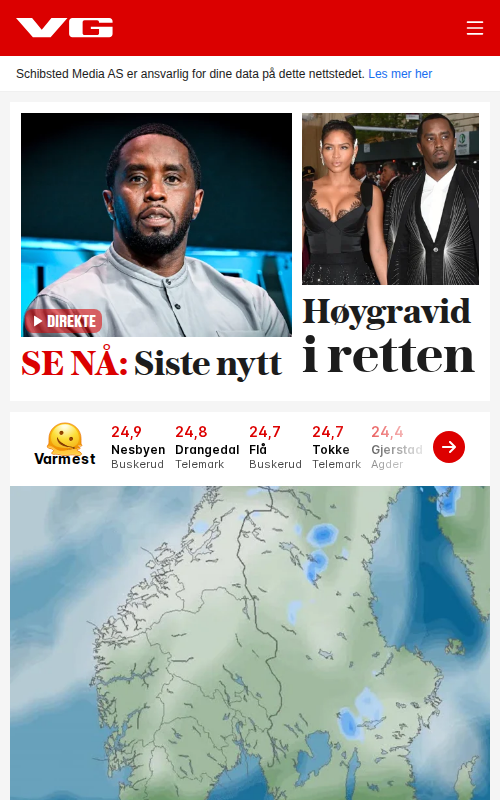 VG
Schibsted Media AS er ansvarlig for dine data på dette nettstedet. Les mer her
DIREKTE
SE NÅ: Siste nytt
Høygravid
i retten
Varmest
24,9
Nesbyen
Buskerud
24,8
Drangedal
Telemark
24,7
Flå
Buskerud
24,7
Tokke
Telemark
24,4
Gjerstad
Agder